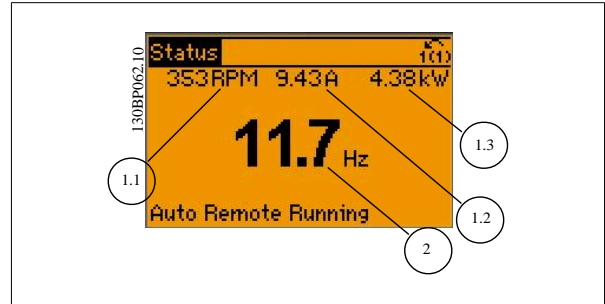 Status 1(1)
353RPM 9.43A 4.38kW
11.7 Hz
Auto Remote Running
130BP062.10
1.1
1.3
1.2
2